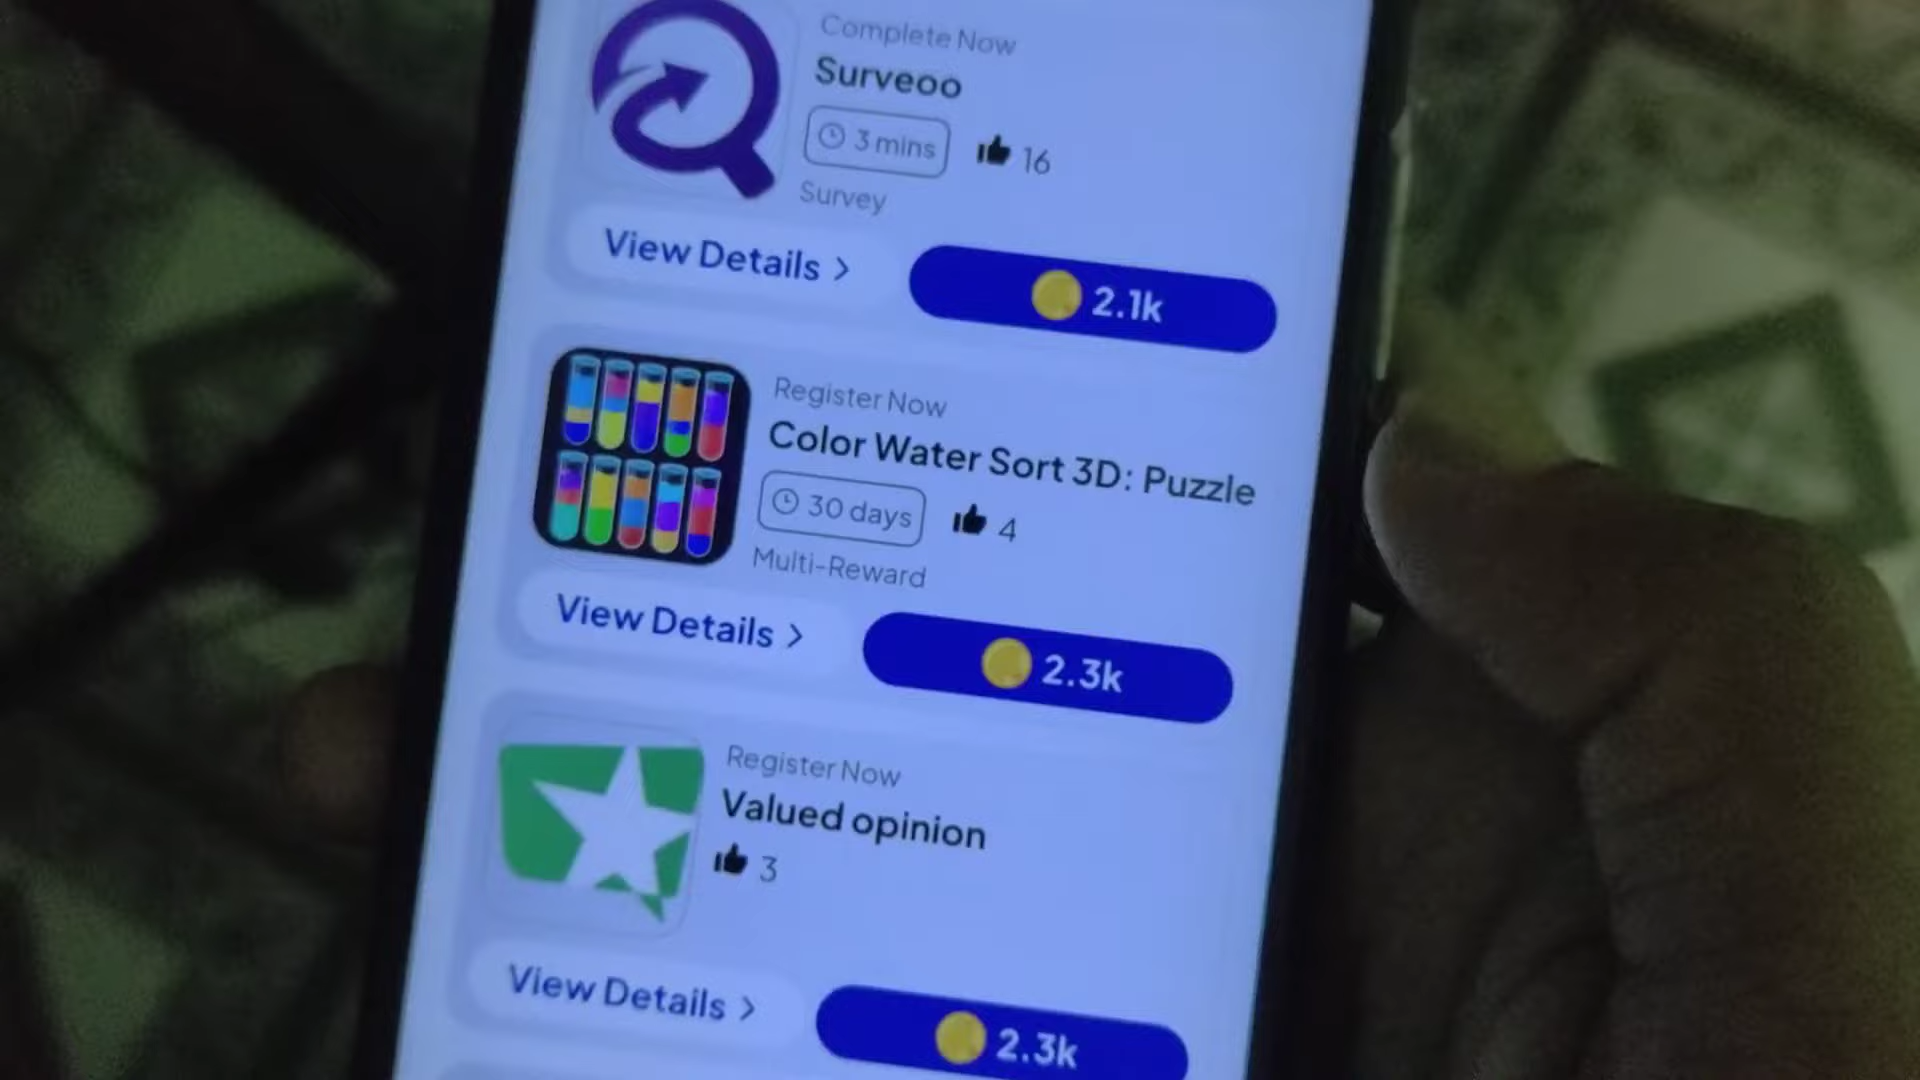 Complete Now
Surveoo
3 mins
16
Survey
View Details >
2.1k
Register Now
Color Water Sort 3D: Puzzle
30 days
4
Multi-Reward
View Details >
2.3k
Register Now
Valued opinion
3
View Details >
2.3k